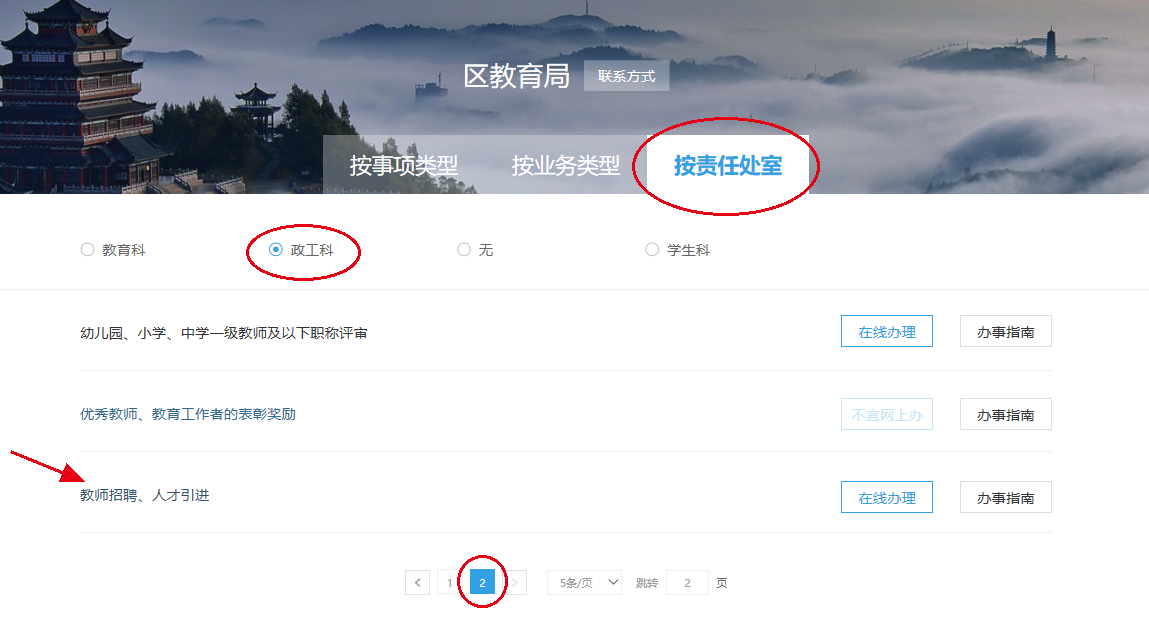 区教育局 联系方式
按事项类型 按业务类型 按责任处室
教育科 政工科 无 学生科
幼儿园、小学、中学一级教师及以下职称评审 在线办理 办事指南
优秀教师、教育工作者的表彰奖励 不宜网上办 办事指南
教师招聘、人才引进 在线办理 办事指南
< 1 2 > 5条/页 跳转 2 页